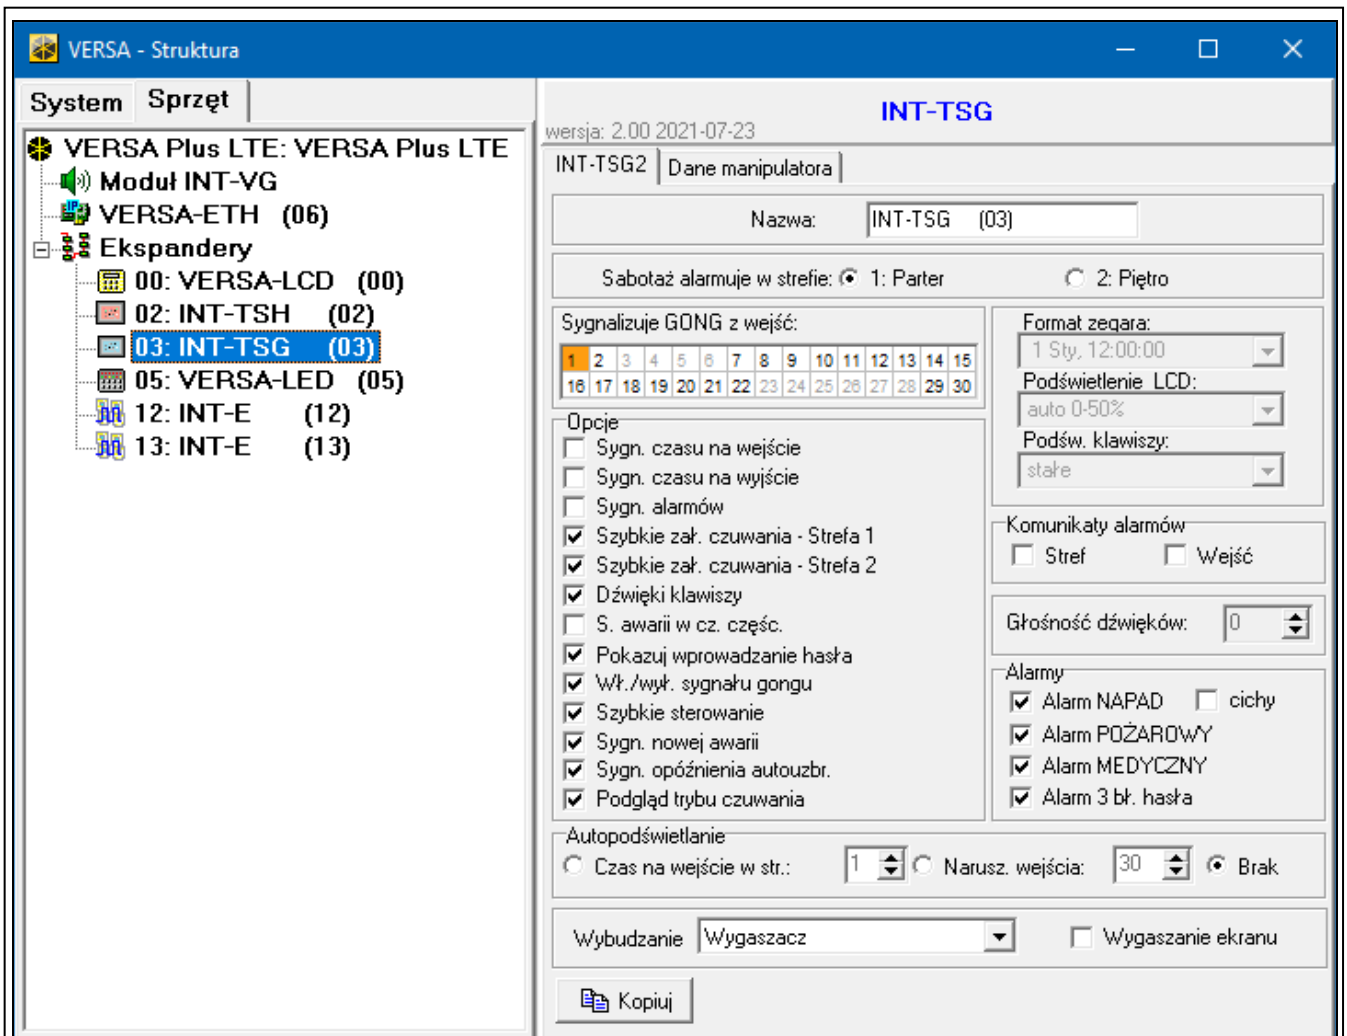 VERSA - Struktura
System Sprzęt
VERSA Plus LTE: VERSA Plus LTE
Moduł INT-VG
VERSA-ETH (06)
Ekspandery
00: VERSA-LCD (00)
02: INT-TSH (02)
03: INT-TSG (03)
05: VERSA-LED (05)
12: INT-E (12)
13: INT-E (13)
INT-TSG
wersja: 2.00 2021-07-23
INT-TSG2 Dane manipulatora
Nazwa: INT-TSG (03)
Sabotaż alarmuje w strefie: 1: Parter 2: Piętro
Sygnalizuje GONG z wejść:
1 2 3 4 5 6 7 8 9 10 11 12 13 14 15
16 17 18 19 20 21 22 23 24 25 26 27 28 29 30
Opcje
Sygn. czasu na wejście
Sygn. czasu na wyjście
Sygn. alarmów
Szybkie zał. czuwania - Strefa 1
Szybkie zał. czuwania - Strefa 2
Dźwięki klawiszy
S. awarii w cz. częśc.
Pokazuj wprowadzanie hasła
Wł./wył. sygnału gongu
Szybkie sterowanie
Sygn. nowej awarii
Sygn. opóźnienia autouzbr.
Podgląd trybu czuwania
Format zegara:
1 Sty, 12:00:00
Podświetlenie LCD:
auto 0-50%
Podśw. klawiszy:
stałe
Komunikaty alarmów
Stref Wejść
Głośność dźwięków: 0
Alarmy
Alarm NAPAD cichy
Alarm POŻAROWY
Alarm MEDYCZNY
Alarm 3 bł. hasła
Autopodświetlanie
Czas na wejście w str.: 1 Narusz. wejścia: 30 Brak
Wybudzanie Wygaszacz Wygaszanie ekranu
Kopiuj